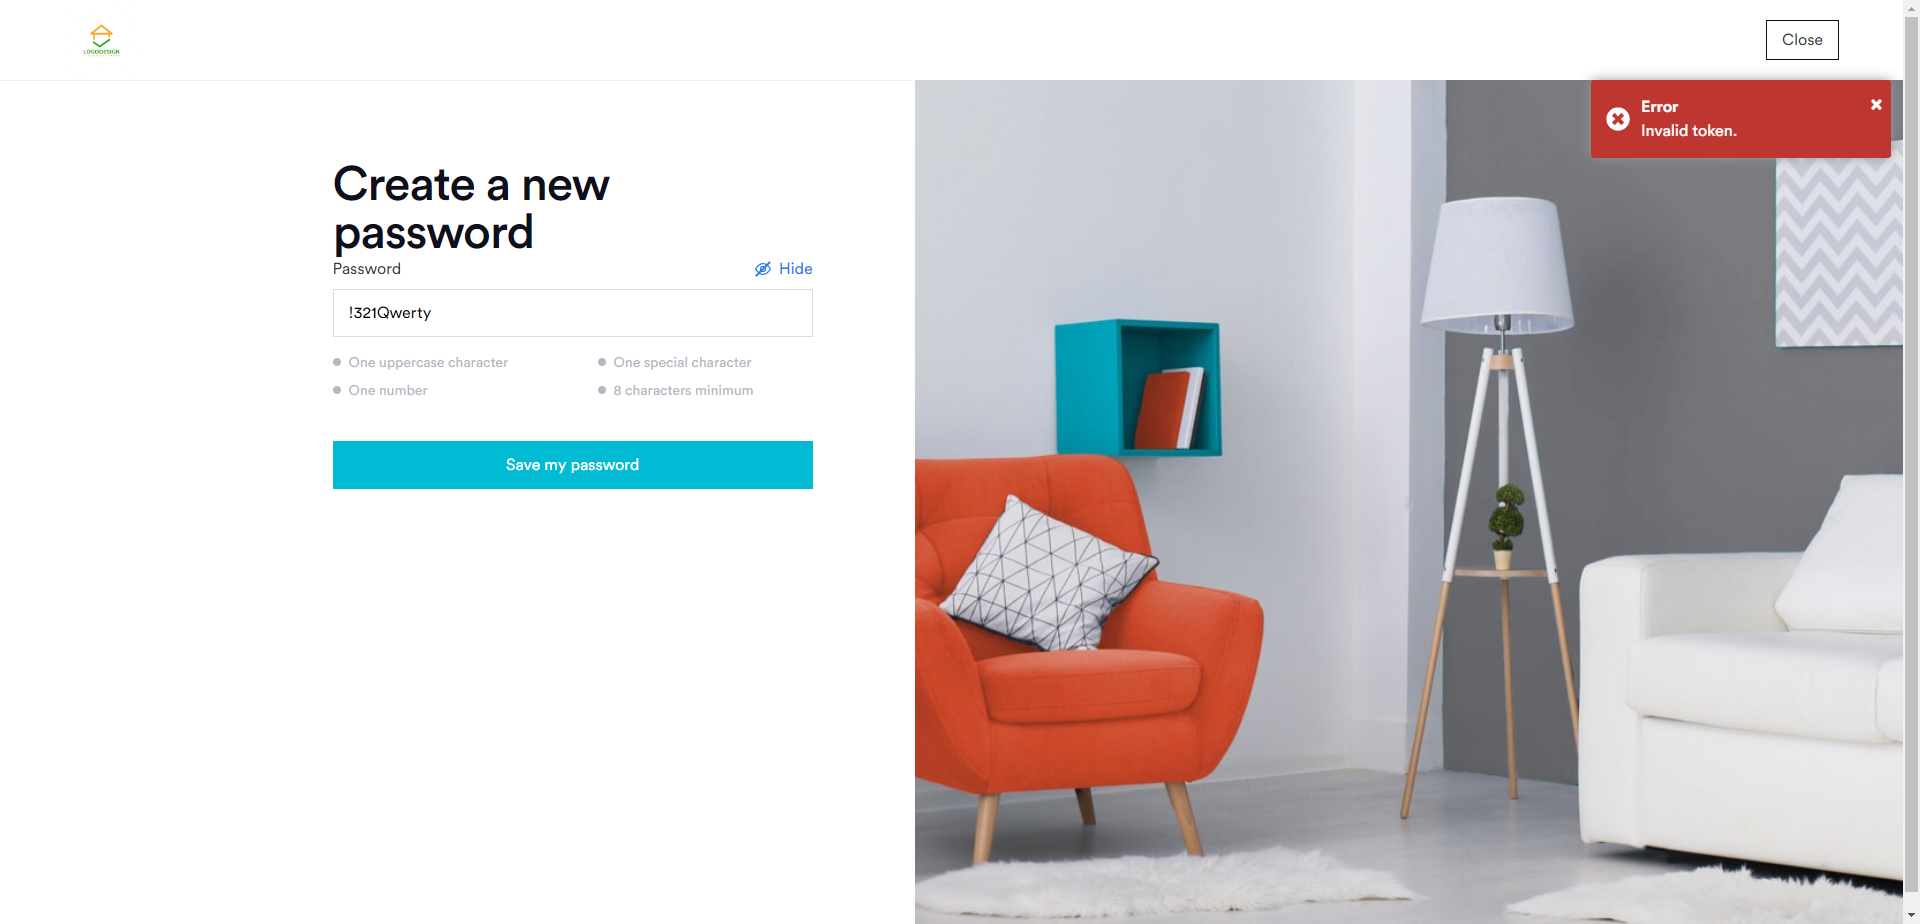 LOGODESIGN
Close
Error
Invalid token.
Create a new
password
Password
Hide
!321Qwerty
One uppercase character
One special character
One number
8 characters minimum
Save my password